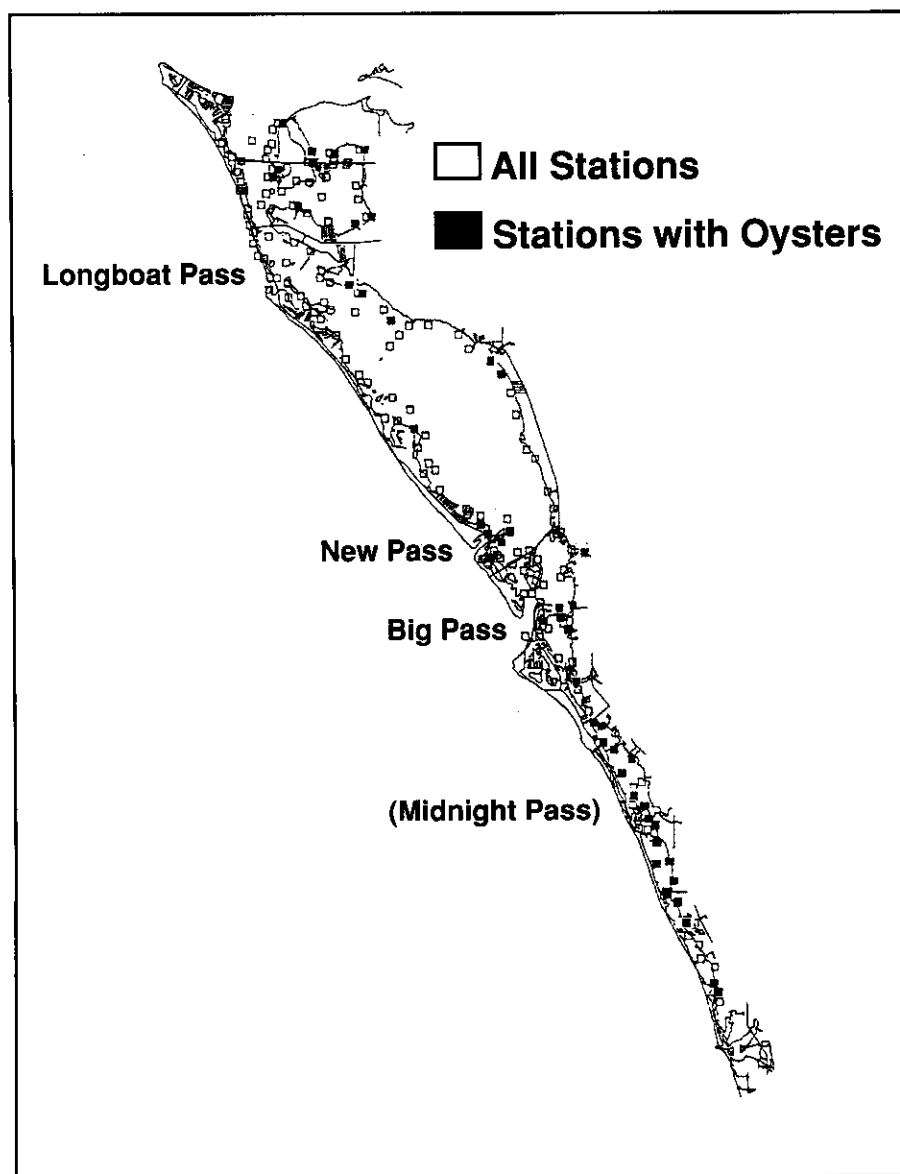 All Stations
Stations with Oysters
Longboat Pass
New Pass
Big Pass
(Midnight Pass)